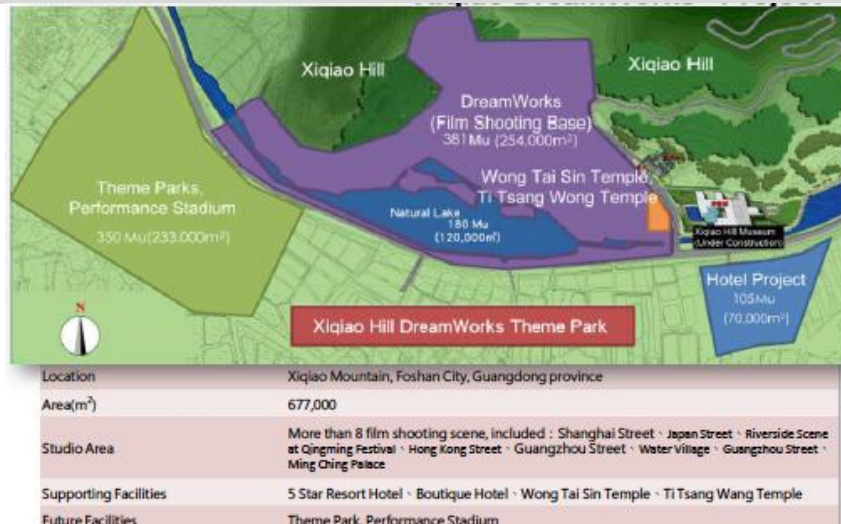 Xiqiao Hill
Xiqiao Hill
DreamWorks
(Film Shooting Base)
381 Mu (254,000m²)
Wong Tai Sin Temple,
Ti Tsang Wong Temple
Theme Parks,
Performance Stadium
350 Mu(233,000m²)
Natural Lake
180 Mu
(120,000㎡)
Xiqiao Hill Museum
(Under Construction)
Hotel Project
105Mu
(70,000m²)
N
Xiqiao Hill DreamWorks Theme Park
Location Xiqiao Mountain, Foshan City, Guangdong province
Area(m²) 677,000
Studio Area More than 8 film shooting scene, included : Shanghai Street、Japan Street、Riverside Scene
at Qingming Festival、Hong Kong Street、Guangzhou Street、Water Village、Guangzhou Street、
Ming Ching Palace
Supporting Facilities 5 Star Resort Hotel、Boutique Hotel、Wong Tai Sin Temple、Ti Tsang Wang Temple
Future Facilities Theme Park, Performance Stadium